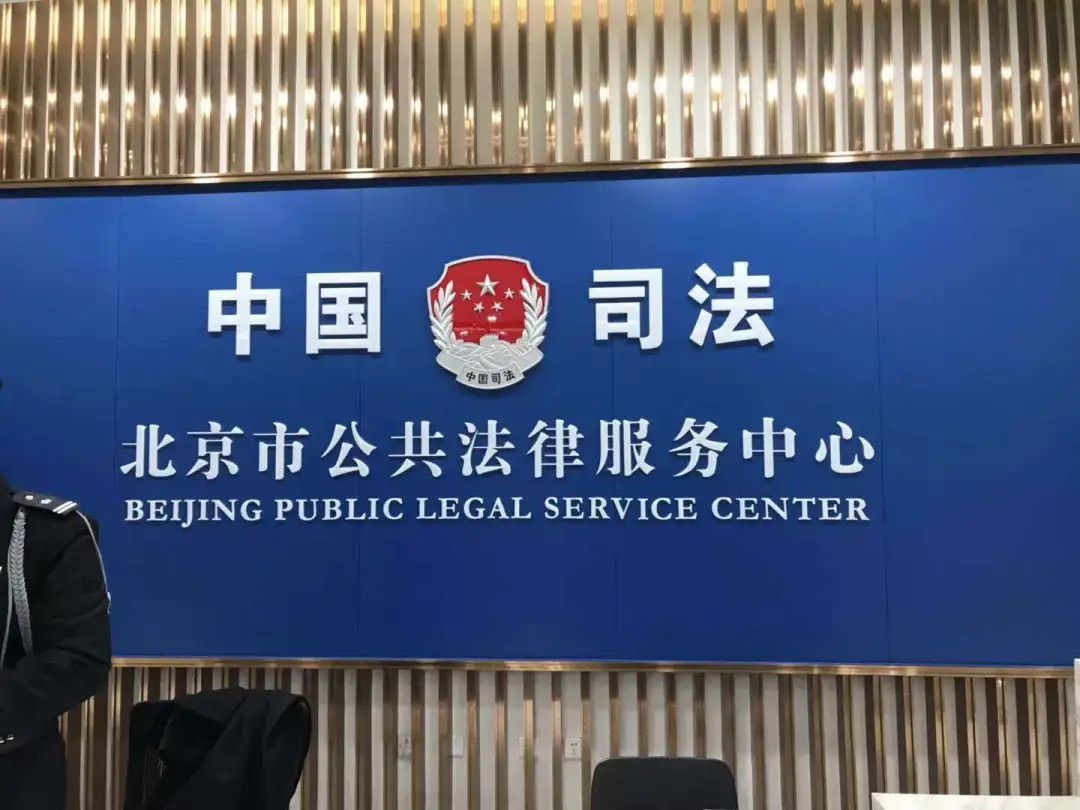 中国 司法
中国司法
北京市公共法律服务中心
BEIJING PUBLIC LEGAL SERVICE CENTER